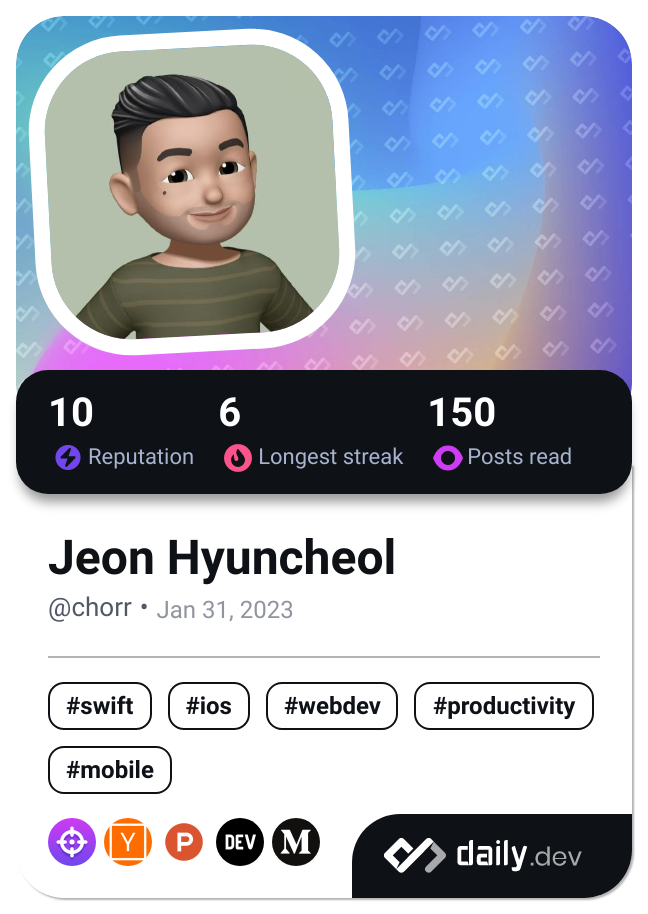 10 6 150
Reputation Longest streak Posts read
Jeon Hyuncheol
@chorr • Jan 31, 2023
#swift #ios #webdev #productivity
#mobile
Y P DEV M daily.dev